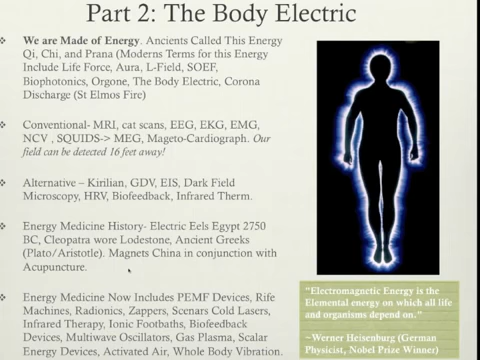 Part 2: The Body Electric
We are Made of Energy. Ancients Called This Energy
Qi, Chi, and Prana (Moderns Terms for this Energy
Include Life Force, Aura, L-Field, SOEF,
Biophotonics, Orgone, The Body Electric, Corona
Discharge (St Elmos Fire)
Conventional- MRI, cat scans, EEG, EKG, EMG,
NCV , SQUIDS-> MEG, Mageto-Cardiograph. Our
field can be detected 16 feet away!
Alternative – Kirilian, GDV, EIS, Dark Field
Microscopy, HRV, Biofeedback, Infrared Therm.
Energy Medicine History- Electric Eels Egypt 2750
BC, Cleopatra wore Lodestone, Ancient Greeks
(Plato/Aristotle). Magnets China in conjunction with
Acupuncture.
Energy Medicine Now Includes PEMF Devices, Rife
Machines, Radionics, Zappers, Scenars Cold Lasers,
Infrared Therapy, Ionic Footbaths, Biofeedback
Devices, Multiwave Oscillators, Gas Plasma, Scalar
Energy Devices, Activated Air, Whole Body Vibration.
"Electromagnetic Energy is the
Elemental energy on which all life
and organisms depend on."
~Werner Heisenburg (German
Physicist, Nobel Prize Winner)